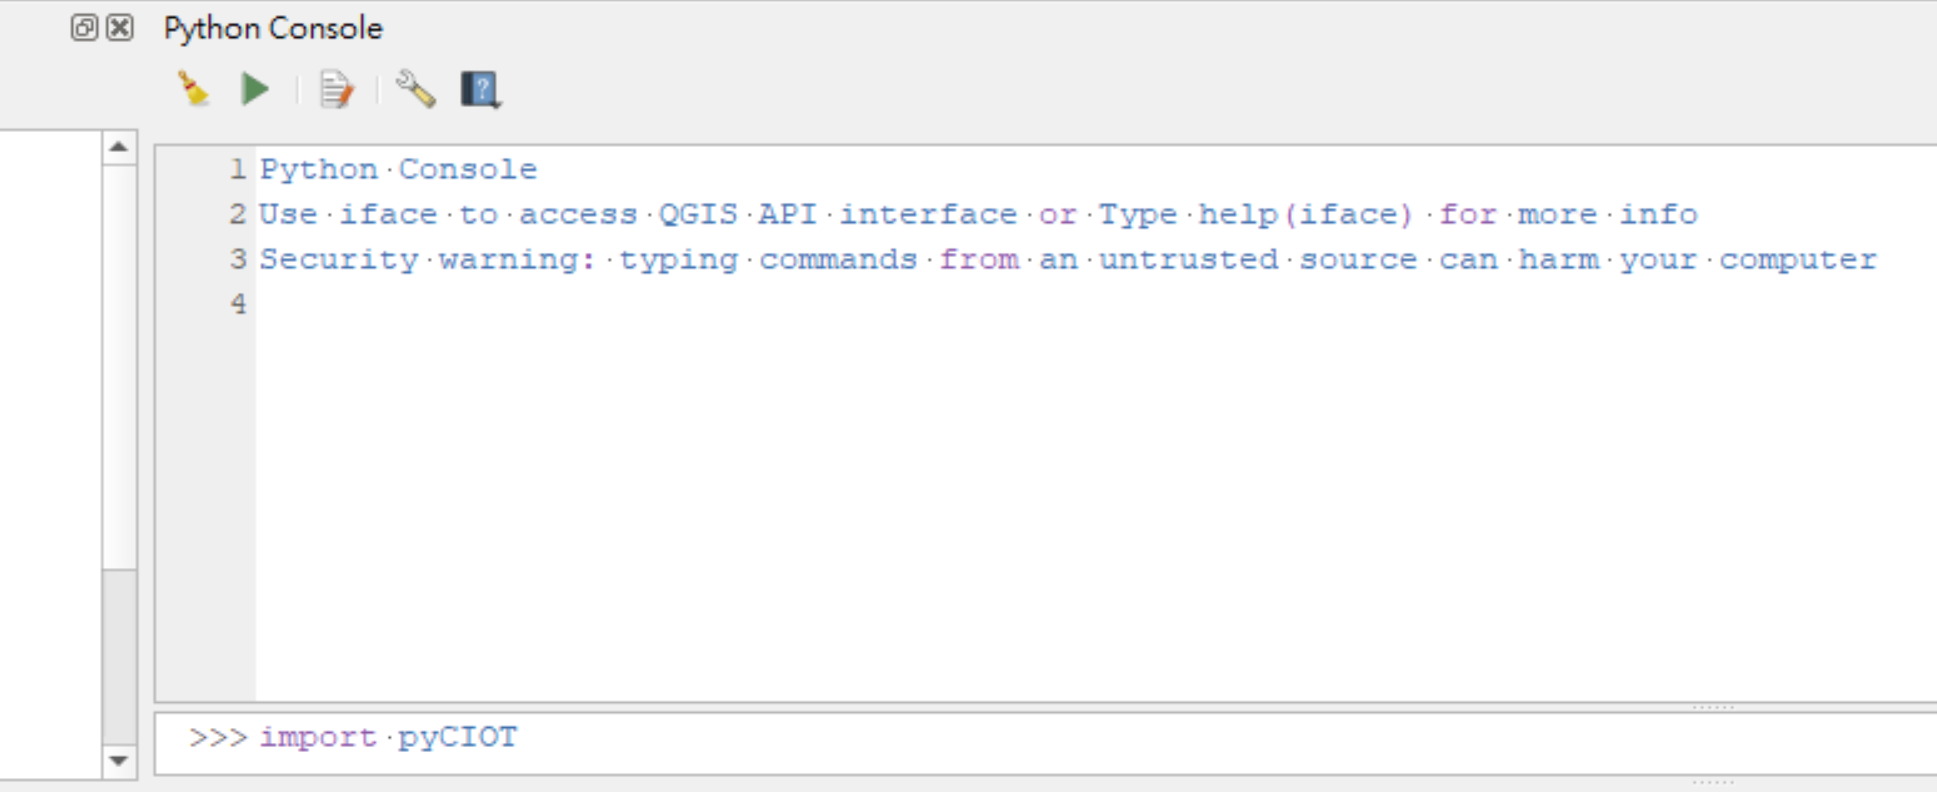 Python Console
1 Python Console
2 Use iface to access QGIS API interface or Type help(iface) for more info
3 Security warning: typing commands from an untrusted source can harm your computer
4
>>> import pyCIOT